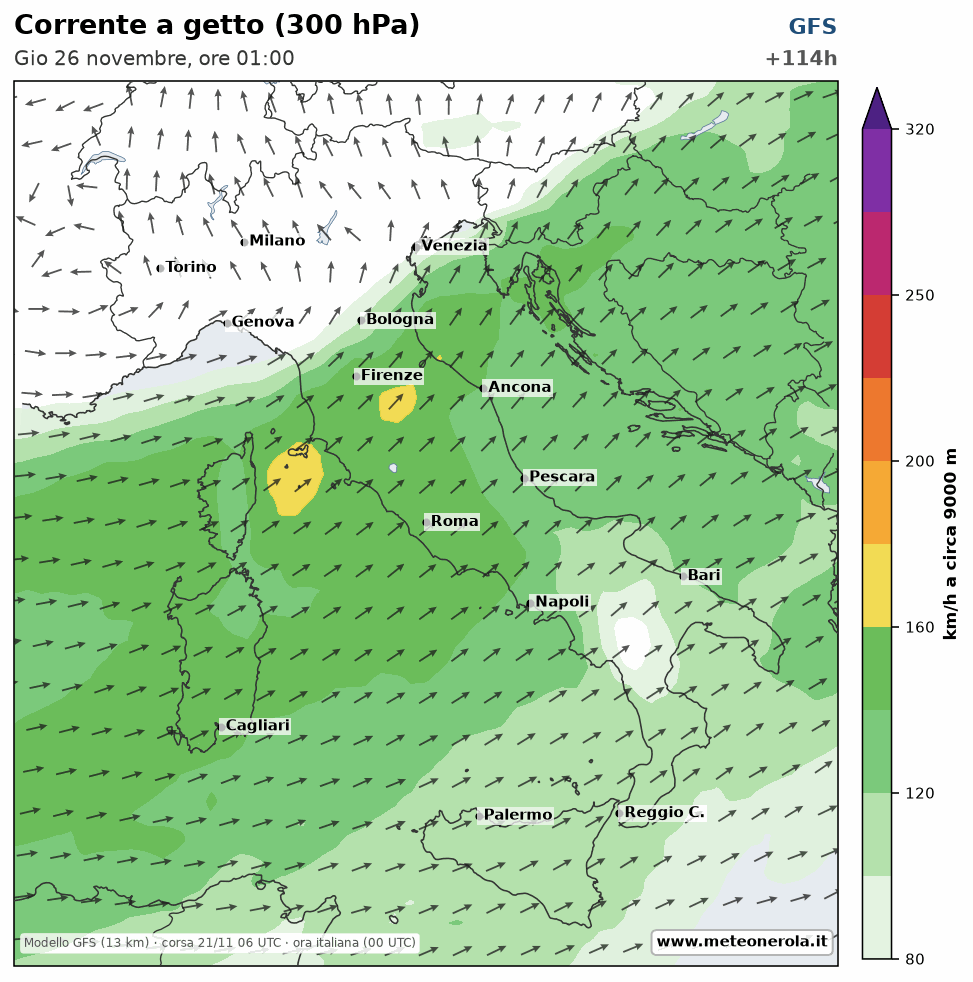 Corrente a getto (300 hPa)
GFS
Gio 26 novembre, ore 01:00
+114h
320
Milano
Venezia
Torino
250
Genova
Bologna
Firenze
Ancona
200
Pescara
Roma
Bari
Napoli
160
km/h a circa 9000 m
Cagliari
120
Palermo
Reggio C.
Modello GFS (13 km) · corsa 21/11 06 UTC · ora italiana (00 UTC)
www.meteonerola.it
80